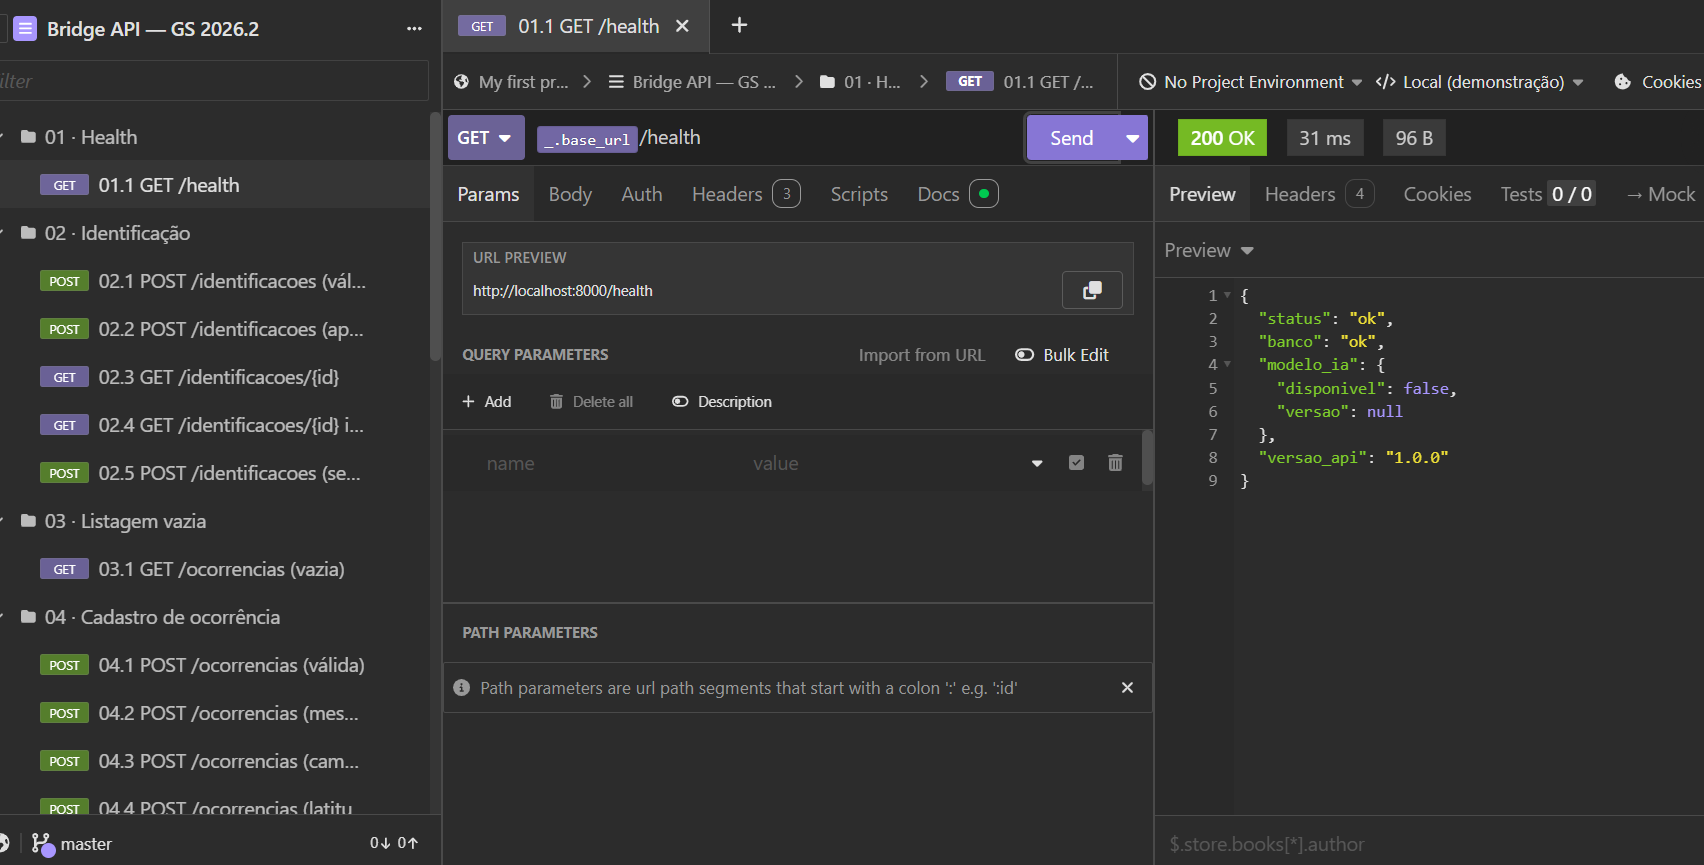 Bridge API — GS 2026.2
ilter
01 · Health
GET 01.1 GET /health
02 · Identificação
POST 02.1 POST /identificacoes (vál...
POST 02.2 POST /identificacoes (ap...
GET 02.3 GET /identificacoes/{id}
GET 02.4 GET /identificacoes/{id} i...
POST 02.5 POST /identificacoes (se...
03 · Listagem vazia
GET 03.1 GET /ocorrencias (vazia)
04 · Cadastro de ocorrência
POST 04.1 POST /ocorrencias (válida)
POST 04.2 POST /ocorrencias (mes...
POST 04.3 POST /ocorrencias (cam...
POST 04.4 POST /ocorrencias (latitu
master 0↓ 0↑
GET 01.1 GET /health
My first pr... Bridge API — GS ... 01 · H... GET 01.1 GET /...
No Project Environment </> Local (demonstração) Cookies
GET _.base_url /health Send
Params Body Auth Headers 3 Scripts Docs
URL PREVIEW
http://localhost:8000/health
QUERY PARAMETERS Import from URL Bulk Edit
+ Add Delete all Description
name value
PATH PARAMETERS
Path parameters are url path segments that start with a colon ':' e.g. ':id'
200 OK 31 ms 96 B
Preview Headers 4 Cookies Tests 0 / 0 → Mock
Preview
1 {
2 "status": "ok",
3 "banco": "ok",
4 "modelo_ia": {
5 "disponivel": false,
6 "versao": null
7 },
8 "versao_api": "1.0.0"
9 }
$.store.books[*].author